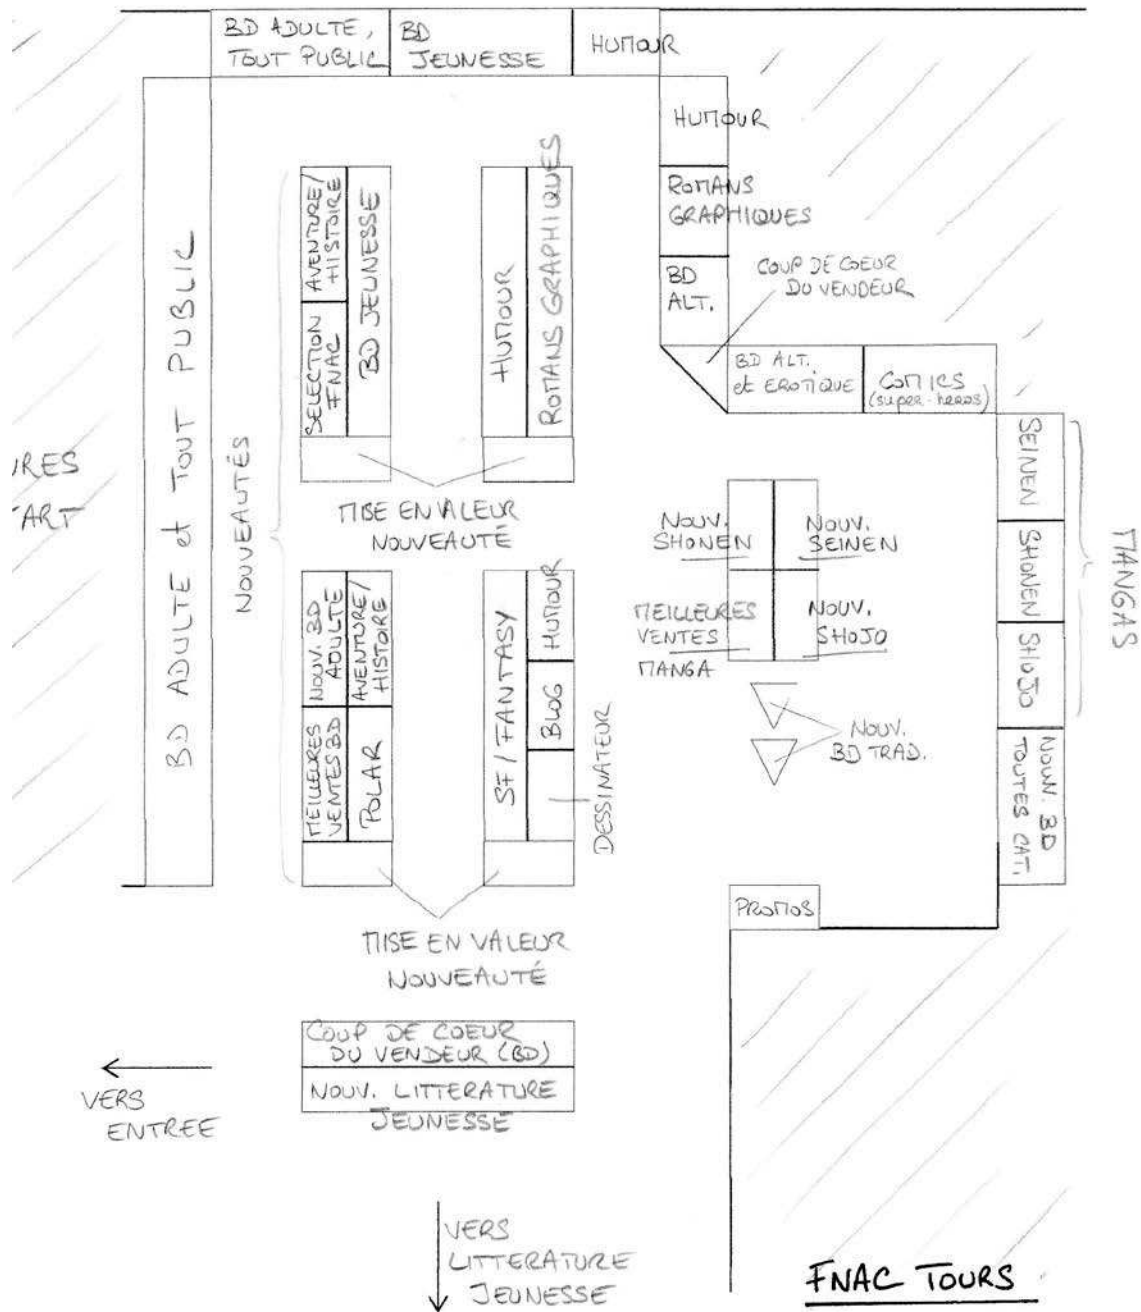 BD ADULTE,
TOUT PUBLIC
BD
JEUNESSE
HUMOUR
HUMOUR
ROMANS
GRAPHIQUES
BD
ALT.
COUP DE COEUR
DU VENDEUR
BD ALT.
et EROTIQUE
COMICS
(super-heros)
BD ADULTE et TOUT PUBLIC
NOUVEAUTÉS
AVENTURE/
HISTOIRE
SELECTION
FNAC
BD JEUNESSE
HUMOUR
ROMANS GRAPHIQUES
MISE EN VALEUR
NOUVEAUTÉ
SEINEN
SHONEN
SHOJO
MANGAS
NOUV. BD
TOUTES CAT.
NOUV.
SHONEN
NOUV.
SEINEN
MEILLEURES
VENTES
MANGA
NOUV.
SHOJO
NOUV.
BD TRAD.
NOUV. BD
ADULTE
AVENTURE/
HISTOIRE
MEILLEURES
VENTES BD
POLAR
SF/FANTASY
HUMOUR
BLOG
DESSINATEUR
PROMOS
MISE EN VALEUR
NOUVEAUTÉ
COUP DE COEUR
DU VENDEUR (BD)
NOUV. LITTERATURE
JEUNESSE
VERS
ENTREE
VERS
LITTERATURE
JEUNESSE
FNAC TOURS